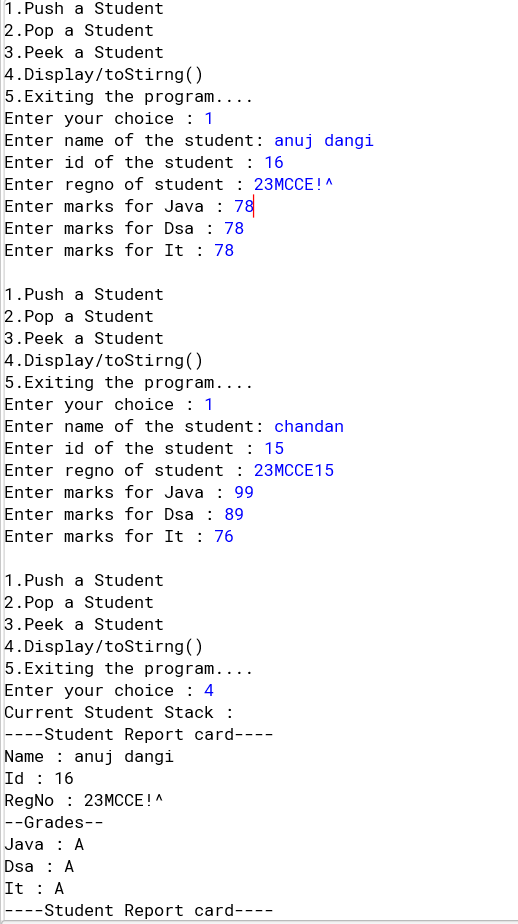 1.Push a Student
2.Pop a Student
3.Peek a Student
4.Display/toStirng()
5.Exiting the program....
Enter your choice : 1
Enter name of the student: anuj dangi
Enter id of the student : 16
Enter regno of student : 23MCCE!^
Enter marks for Java : 78
Enter marks for Dsa : 78
Enter marks for It : 78
1.Push a Student
2.Pop a Student
3.Peek a Student
4.Display/toStirng()
5.Exiting the program....
Enter your choice : 1
Enter name of the student: chandan
Enter id of the student : 15
Enter regno of student : 23MCCE15
Enter marks for Java : 99
Enter marks for Dsa : 89
Enter marks for It : 76
1.Push a Student
2.Pop a Student
3.Peek a Student
4.Display/toStirng()
5.Exiting the program....
Enter your choice : 4
Current Student Stack :
----Student Report card----
Name : anuj dangi
Id : 16
RegNo : 23MCCE!^
--Grades--
Java : A
Dsa : A
It : A
----Student Report card----